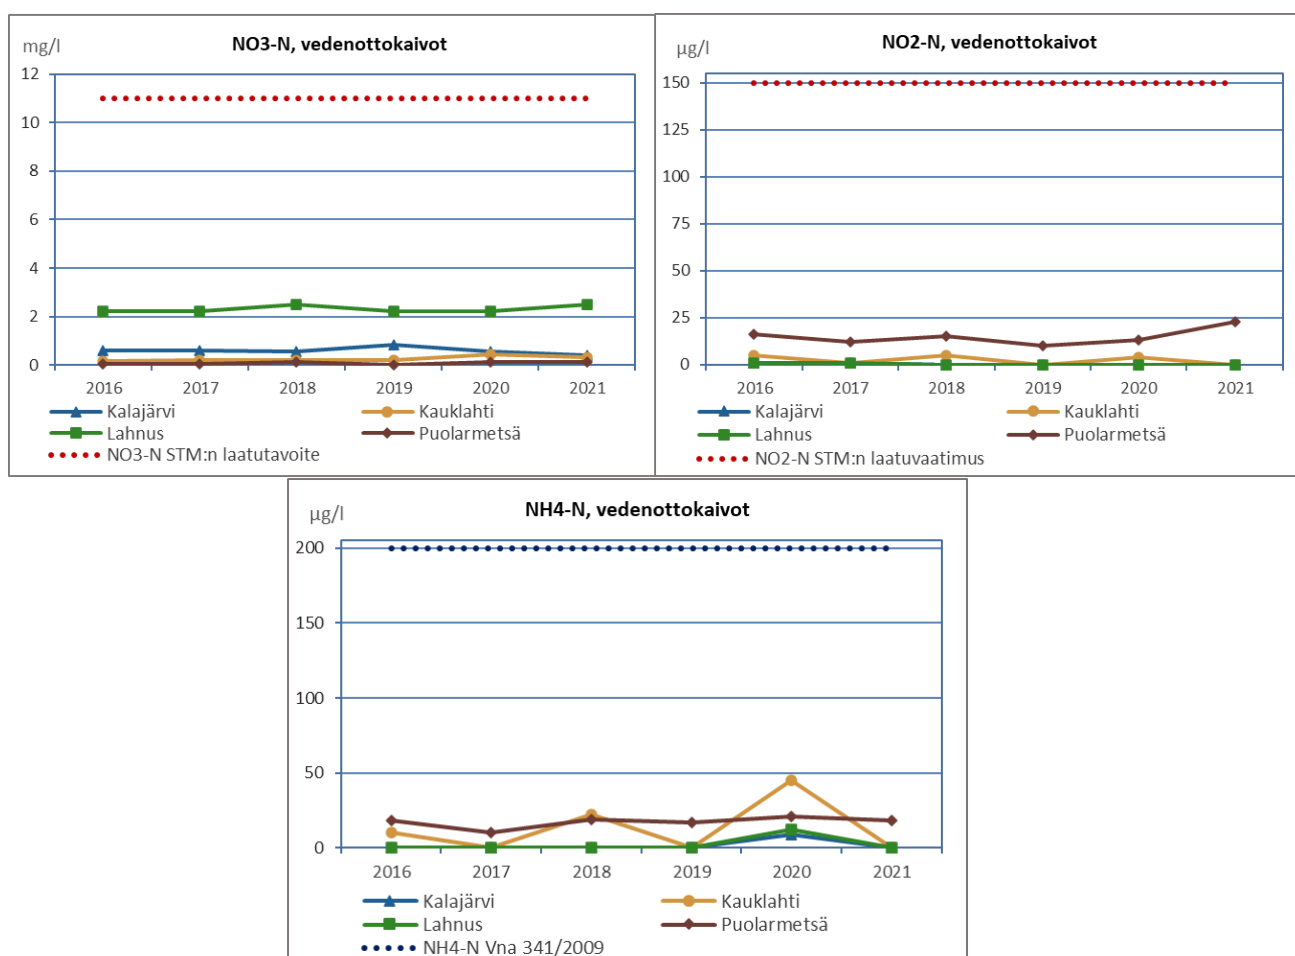 NO3-N, vedenottokaivot
mg/l
12
10
8
6
4
2
0
2016 2017 2018 2019 2020 2021
Kalajärvi Kauklahti
Lahnus Puolarmetsä
NO3-N STM:n laatutavoite
NO2-N, vedenottokaivot
µg/l
150
125
100
75
50
25
0
2016 2017 2018 2019 2020 2021
Kalajärvi Kauklahti
Lahnus Puolarmetsä
NO2-N STM:n laatuvaatimus
NH4-N, vedenottokaivot
µg/l
200
150
100
50
0
2016 2017 2018 2019 2020 2021
Kalajärvi Kauklahti
Lahnus Puolarmetsä
NH4-N Vna 341/2009